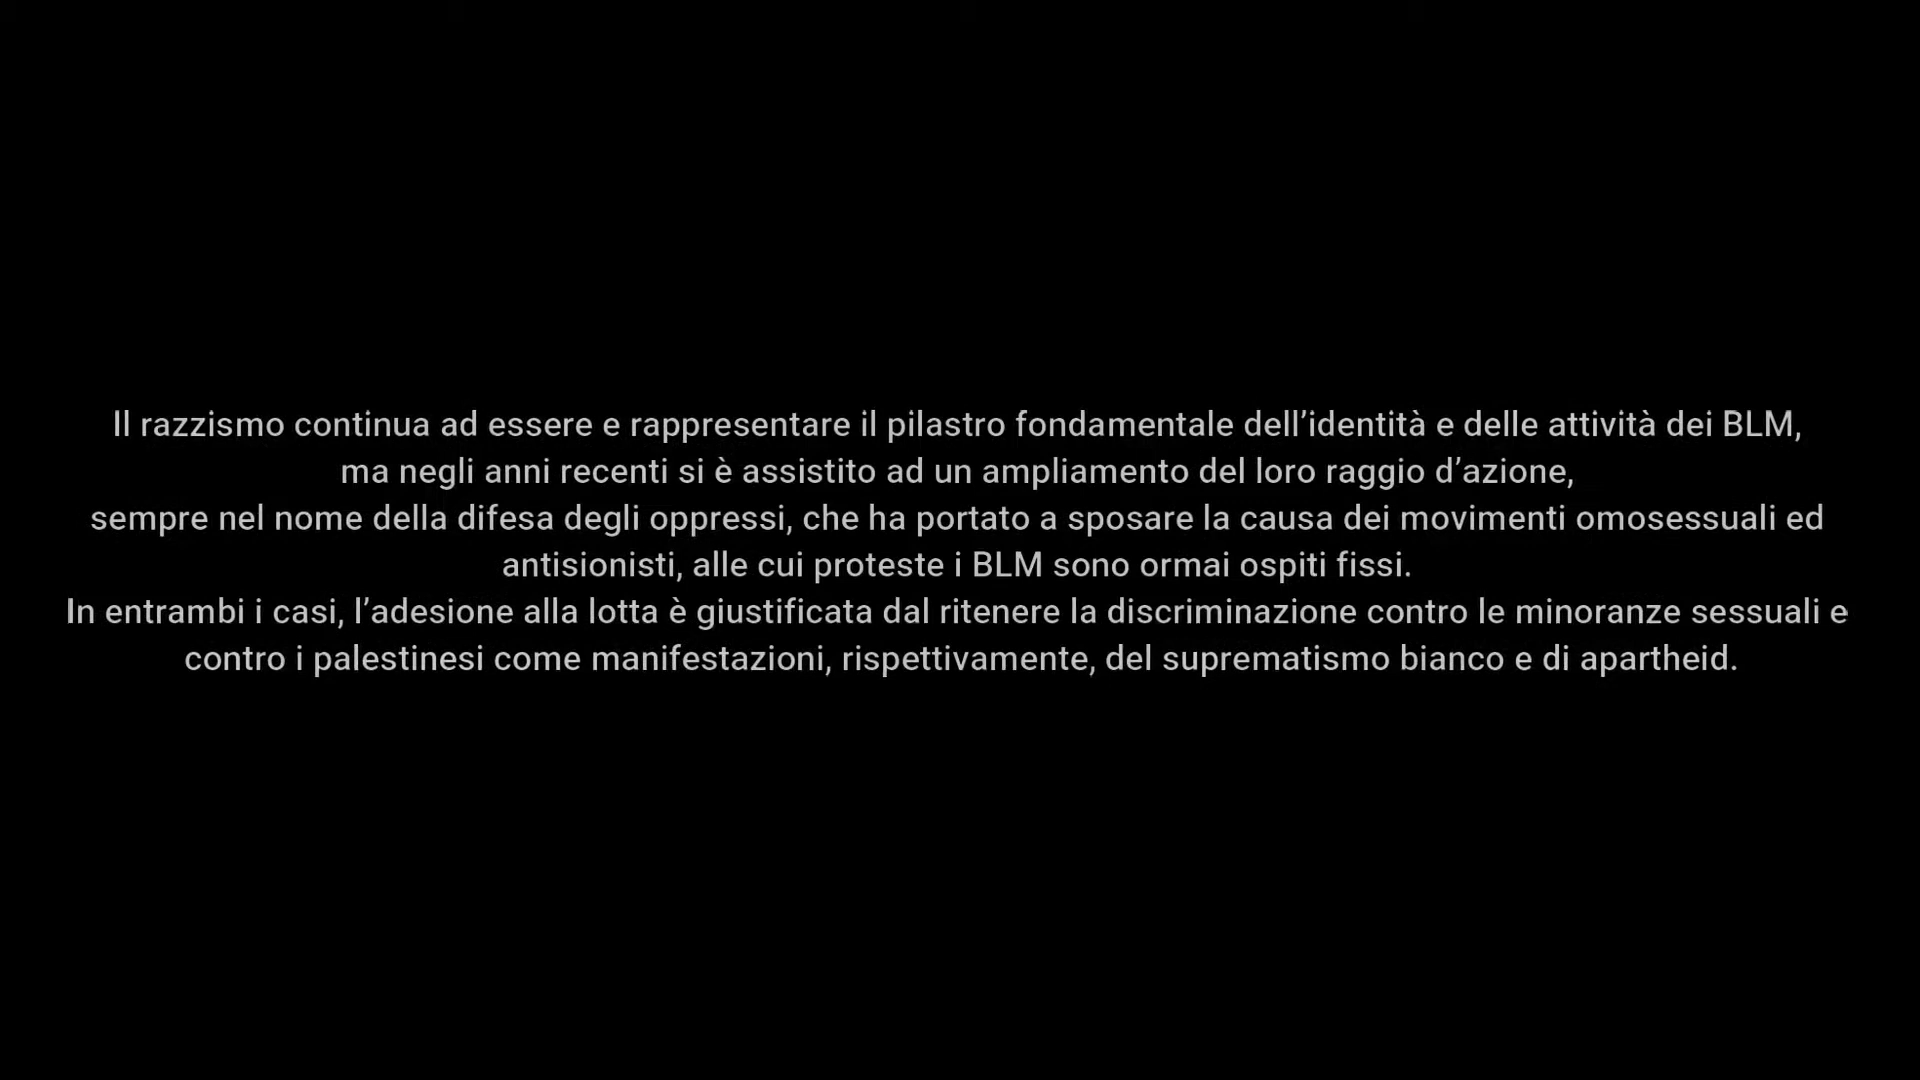 Il razzismo continua ad essere e rappresentare il pilastro fondamentale dell’identità e delle attività dei BLM,
ma negli anni recenti si è assistito ad un ampliamento del loro raggio d’azione,
sempre nel nome della difesa degli oppressi, che ha portato a sposare la causa dei movimenti omosessuali ed
antisionisti, alle cui proteste i BLM sono ormai ospiti fissi.
In entrambi i casi, l’adesione alla lotta è giustificata dal ritenere la discriminazione contro le minoranze sessuali e
contro i palestinesi come manifestazioni, rispettivamente, del suprematismo bianco e di apartheid.